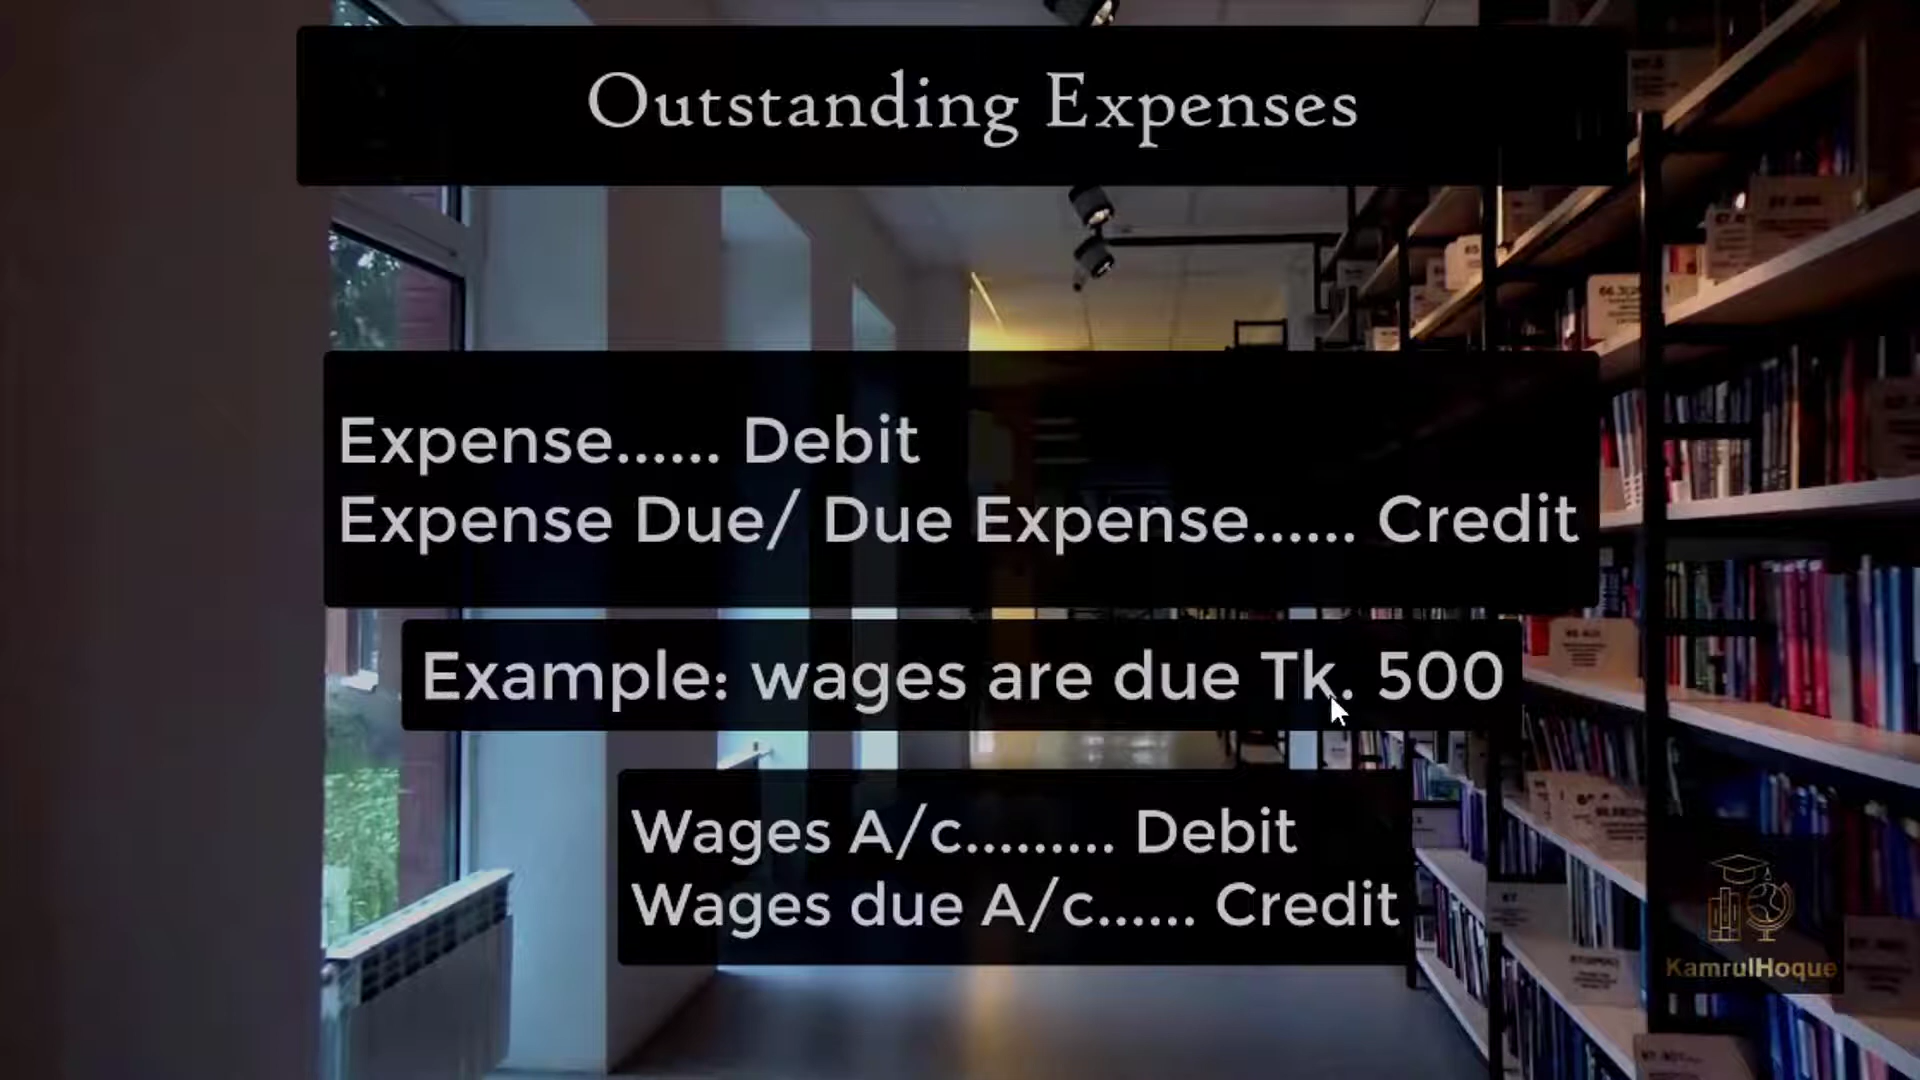 Outstanding Expenses
Expense...... Debit
Expense Due/ Due Expense...... Credit
Example: wages are due Tk. 500
Wages A/c......... Debit
Wages due A/c...... Credit
KamrulHoque